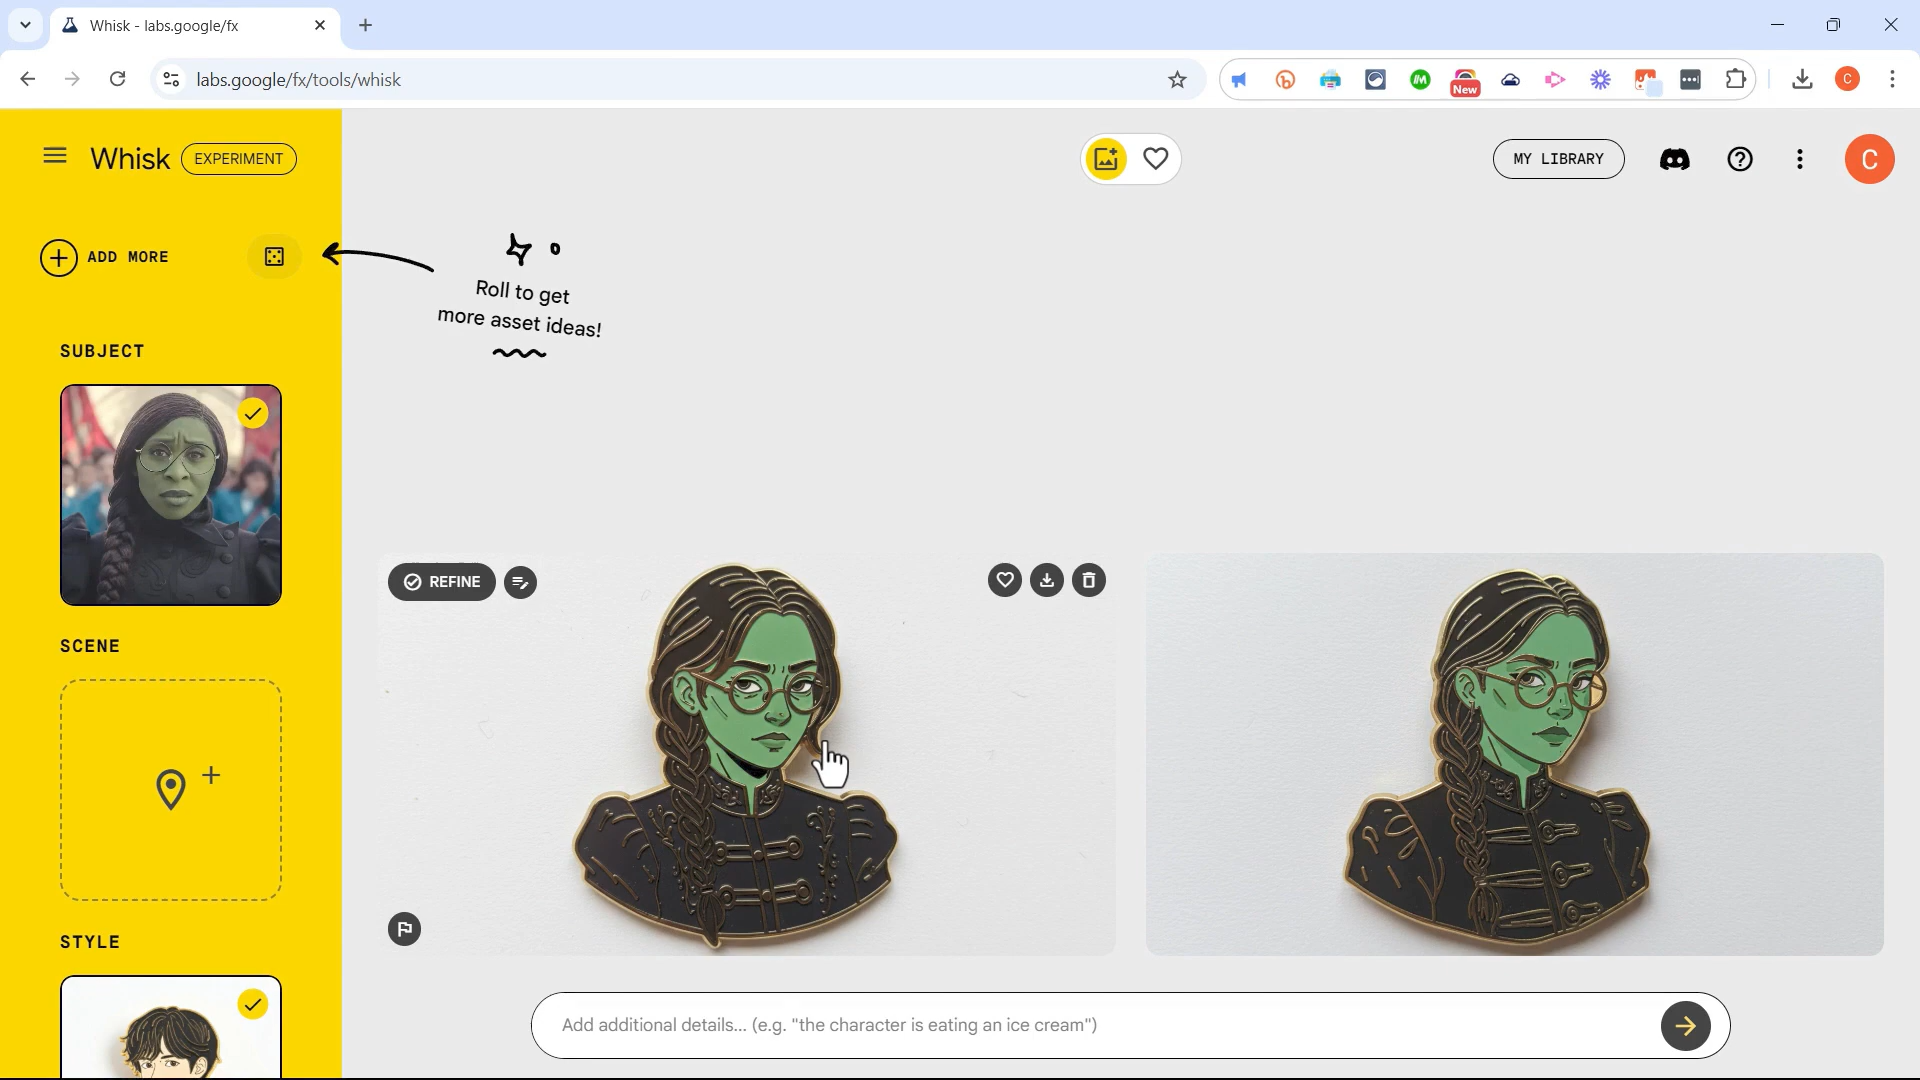 Whisk - labs.google/fx
labs.google/fx/tools/whisk
New
C
Whisk
EXPERIMENT
MY LIBRARY
C
ADD MORE
Roll to get
more asset ideas!
SUBJECT
REFINE
SCENE
STYLE
Add additional details... (e.g. "the character is eating an ice cream")